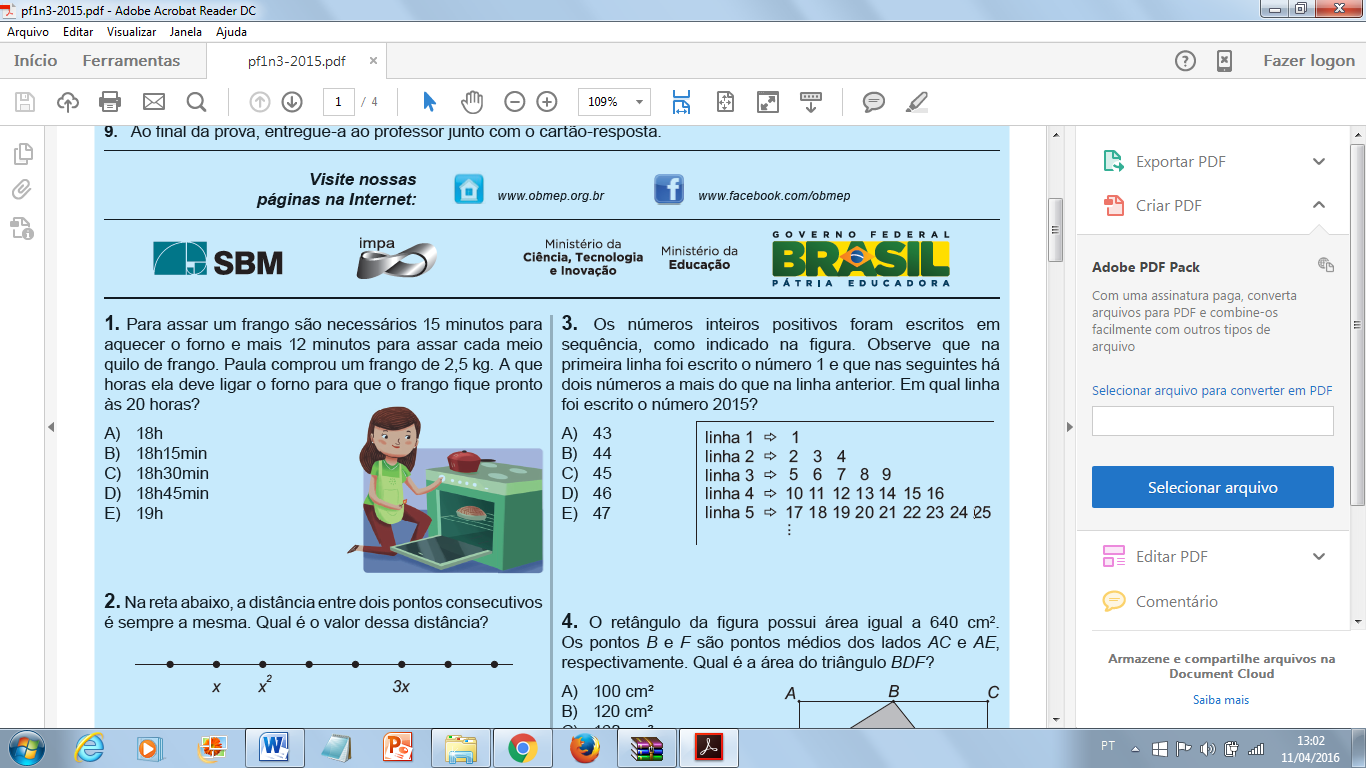 pf1n3-2015.pdf - Adobe Acrobat Reader DC
Arquivo Editar Visualizar Janela Ajuda
Início Ferramentas pf1n3-2015.pdf × Fazer logon
1 / 4 109%
9. Ao final da prova, entregue-a ao professor junto com o cartão-resposta.
Visite nossas
páginas na Internet:
www.obmep.org.br
www.facebook.com/obmep
SBM
impa
Ministério da
Ciência, Tecnologia
e Inovação
Ministério da
Educação
GOVERNO FEDERAL
BRASIL
PÁTRIA EDUCADORA
1. Para assar um frango são necessários 15 minutos para
aquecer o forno e mais 12 minutos para assar cada meio
quilo de frango. Paula comprou um frango de 2,5 kg. A que
horas ela deve ligar o forno para que o frango fique pronto
às 20 horas?
A) 18h
B) 18h15min
C) 18h30min
D) 18h45min
E) 19h
2. Na reta abaixo, a distância entre dois pontos consecutivos
é sempre a mesma. Qual é o valor dessa distância?
x x² 3x
3. Os números inteiros positivos foram escritos em
sequência, como indicado na figura. Observe que na
primeira linha foi escrito o número 1 e que nas seguintes há
dois números a mais do que na linha anterior. Em qual linha
foi escrito o número 2015?
A) 43
B) 44
C) 45
D) 46
E) 47
linha 1 ⇨ 1
linha 2 ⇨ 2 3 4
linha 3 ⇨ 5 6 7 8 9
linha 4 ⇨ 10 11 12 13 14 15 16
linha 5 ⇨ 17 18 19 20 21 22 23 24 25
⋮
4. O retângulo da figura possui área igual a 640 cm².
Os pontos B e F são pontos médios dos lados AC e AE,
respectivamente. Qual é a área do triângulo BDF?
A) 100 cm²
B) 120 cm²
A B C
Exportar PDF
Criar PDF
Adobe PDF Pack
Com uma assinatura paga, converta
arquivos para PDF e combine-os
facilmente com outros tipos de
arquivo
Selecionar arquivo para converter em PDF
Selecionar arquivo
Editar PDF
Comentário
Armazene e compartilhe arquivos na
Document Cloud
Saiba mais
PT
13:02
11/04/2016